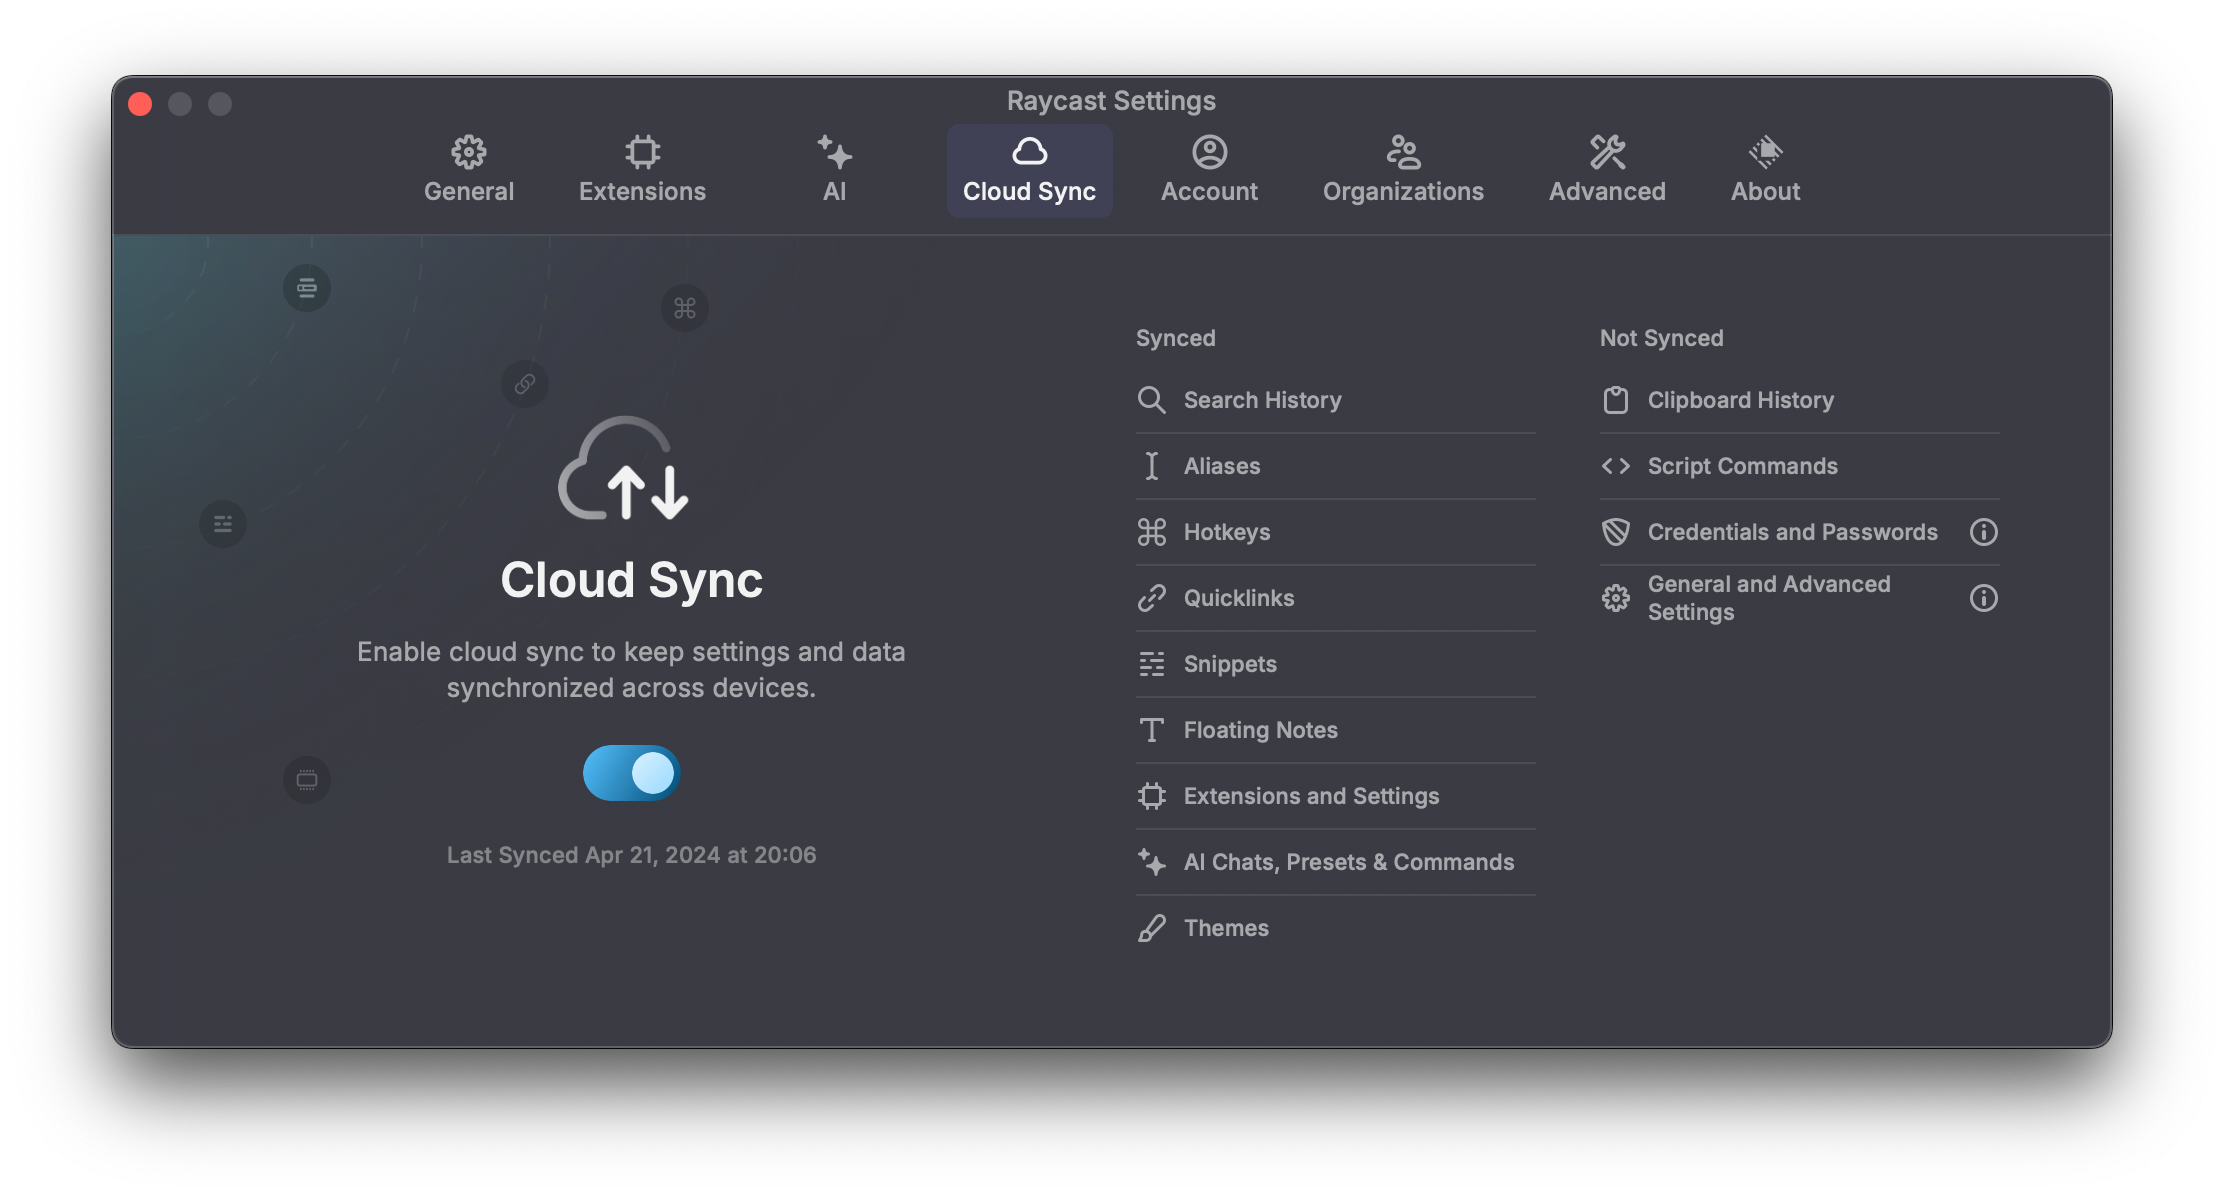 Raycast Settings
General
Extensions
AI
Cloud Sync
Account
Organizations
Advanced
About
Cloud Sync
Enable cloud sync to keep settings and data
synchronized across devices.
Last Synced Apr 21, 2024 at 20:06
Synced
Search History
Aliases
Hotkeys
Quicklinks
Snippets
Floating Notes
Extensions and Settings
AI Chats, Presets & Commands
Themes
Not Synced
Clipboard History
Script Commands
Credentials and Passwords
General and Advanced
Settings